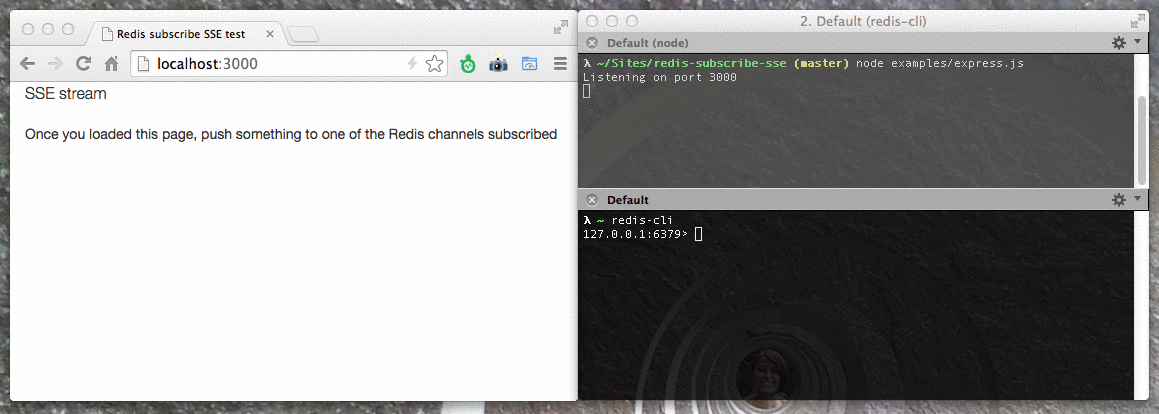 Redis subscribe SSE test
localhost:3000
SSE stream
Once you loaded this page, push something to one of the Redis channels subscribed
2. Default (redis-cli)
Default (node)
λ ~/Sites/redis-subscribe-sse (master) node examples/express.js
Listening on port 3000
Default
λ ~ redis-cli
127.0.0.1:6379>